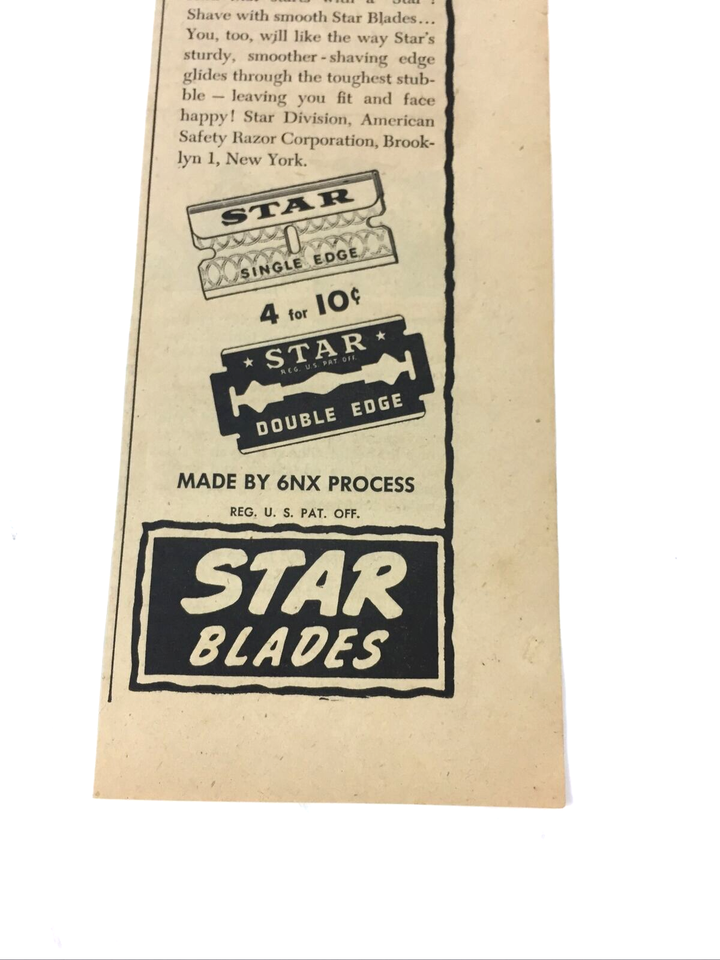 Shave with smooth Star Blades...
You, too, will like the way Star's
sturdy, smoother-shaving edge
glides through the toughest stub-
ble — leaving you fit and face
happy! Star Division, American
Safety Razor Corporation, Brook-
lyn 1, New York.
STAR
SINGLE EDGE
4 for 10¢
★ STAR ★
REG. U.S. PAT. OFF.
DOUBLE EDGE
MADE BY 6NX PROCESS
REG. U. S. PAT. OFF.
STAR
BLADES